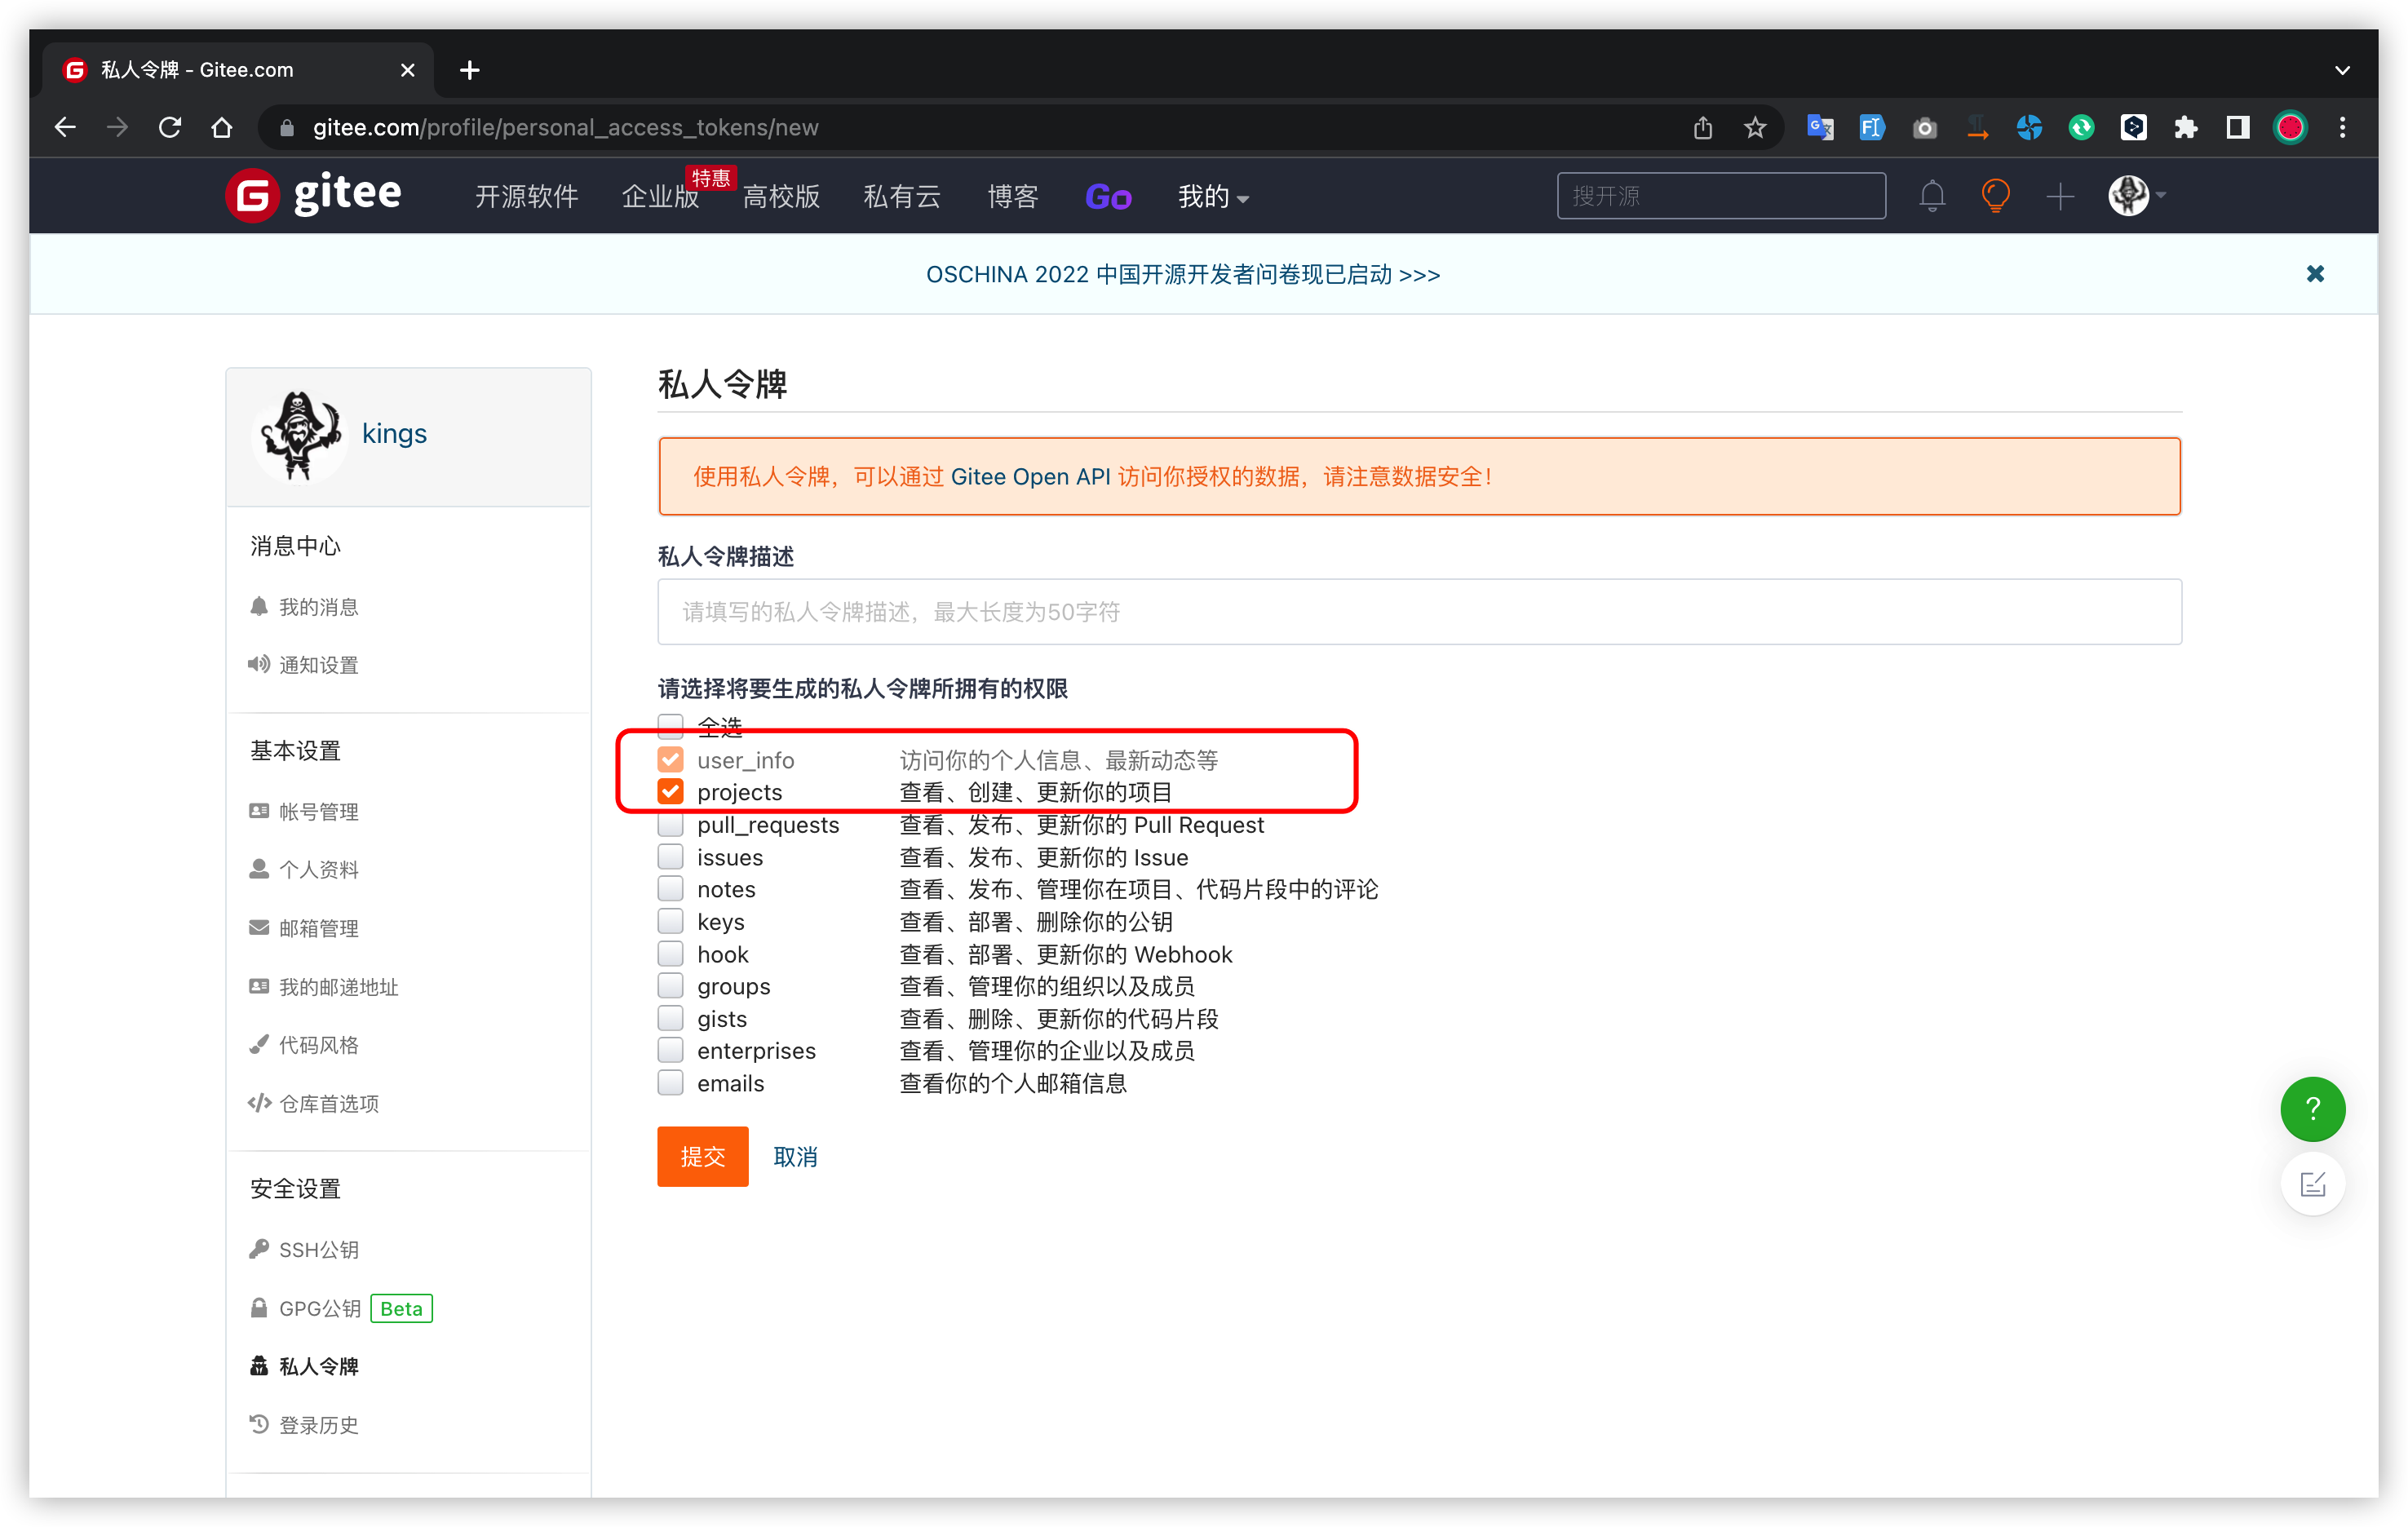 私人令牌 - Gitee.com
gitee.com/profile/personal_access_tokens/new
gitee 开源软件 企业版 特惠 高校版 私有云 博客 Go 我的 搜开源
OSCHINA 2022 中国开源开发者问卷现已启动 >>>
kings
消息中心
我的消息
通知设置
基本设置
帐号管理
个人资料
邮箱管理
我的邮递地址
代码风格
仓库首选项
安全设置
SSH公钥
GPG公钥 Beta
私人令牌
登录历史
私人令牌
使用私人令牌，可以通过 Gitee Open API 访问你授权的数据，请注意数据安全！
私人令牌描述
请填写的私人令牌描述，最大长度为50字符
请选择将要生成的私人令牌所拥有的权限
全选
user_info 访问你的个人信息、最新动态等
projects 查看、创建、更新你的项目
pull_requests 查看、发布、更新你的 Pull Request
issues 查看、发布、更新你的 Issue
notes 查看、发布、管理你在项目、代码片段中的评论
keys 查看、部署、删除你的公钥
hook 查看、部署、更新你的 Webhook
groups 查看、管理你的组织以及成员
gists 查看、删除、更新你的代码片段
enterprises 查看、管理你的企业以及成员
emails 查看你的个人邮箱信息
提交 取消
?